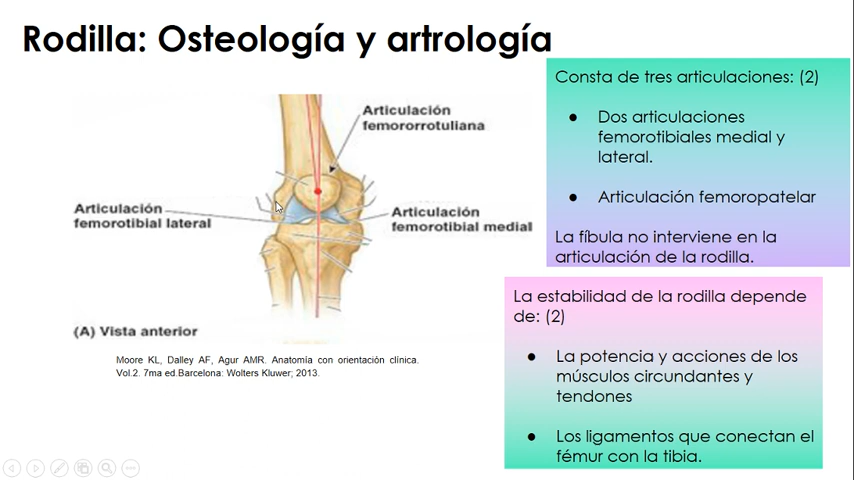 Rodilla: Osteología y artrología
Articulación
femororrotuliana
Articulación
femorotibial lateral
Articulación
femorotibial medial
(A) Vista anterior
Moore KL, Dalley AF, Agur AMR. Anatomía con orientación clínica.
Vol.2. 7ma ed.Barcelona: Wolters Kluwer; 2013.
Consta de tres articulaciones: (2)
● Dos articulaciones
femorotibiales medial y
lateral.
● Articulación femoropatelar
La fíbula no interviene en la
articulación de la rodilla.
La estabilidad de la rodilla depende
de: (2)
● La potencia y acciones de los
músculos circundantes y
tendones
● Los ligamentos que conectan el
fémur con la tibia.